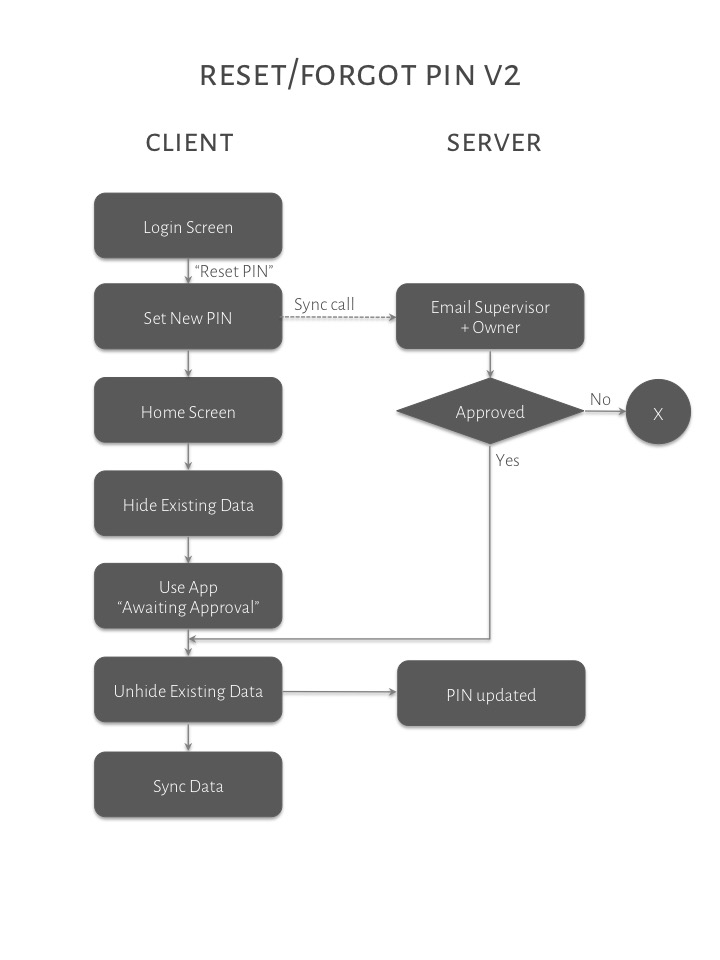 RESET/FORGOT PIN V2
CLIENT
SERVER
Login Screen
“Reset PIN”
Set New PIN
Sync call
Email Supervisor
+ Owner
Home Screen
Approved
No
X
Yes
Hide Existing Data
Use App
“Awaiting Approval”
Unhide Existing Data
PIN updated
Sync Data